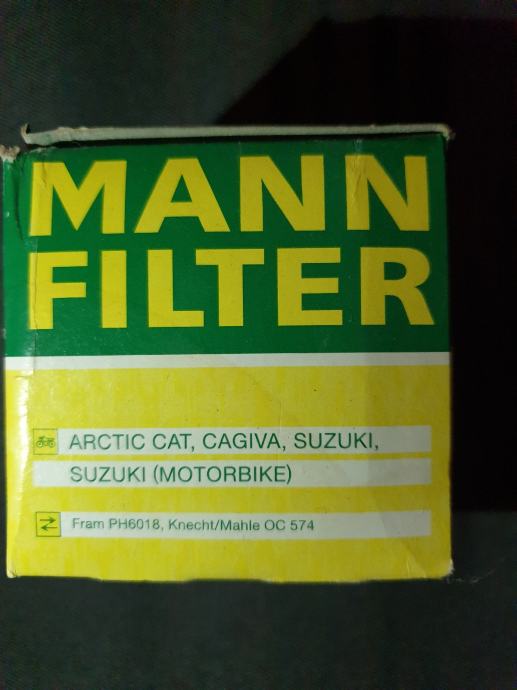 MANN
FILTER
ARCTIC CAT, CAGIVA, SUZUKI,
SUZUKI (MOTORBIKE)
Fram PH6018, Knecht/Mahle OC 574